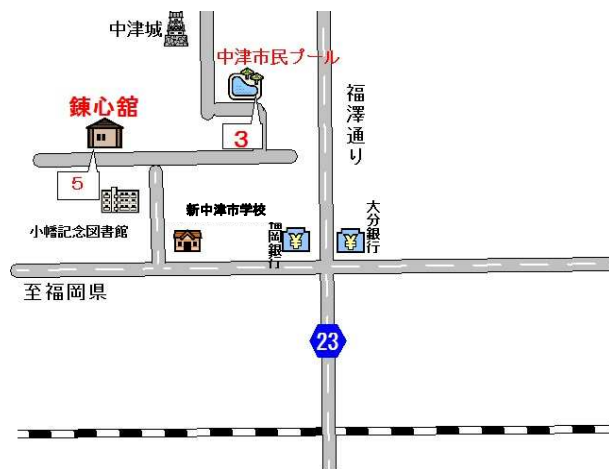 中津城
中津市民プール
福澤通り
錬心舘
3
5
新中津市学校
福岡銀行
大分銀行
小幡記念図書館
至福岡県
23